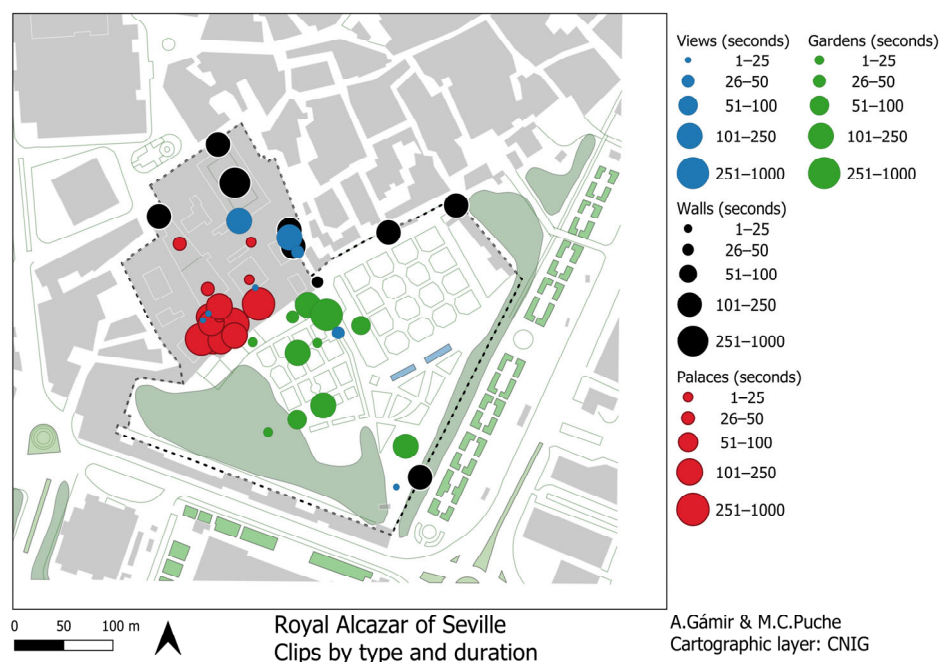 Views (seconds)
1–25
26–50
51–100
101–250
251–1000
Gardens (seconds)
1–25
26–50
51–100
101–250
251–1000
Walls (seconds)
1–25
26–50
51–100
101–250
251–1000
Palaces (seconds)
1–25
26–50
51–100
101–250
251–1000
0 50 100 m
Royal Alcazar of Seville
Clips by type and duration
A.Gámir & M.C.Puche
Cartographic layer: CNIG